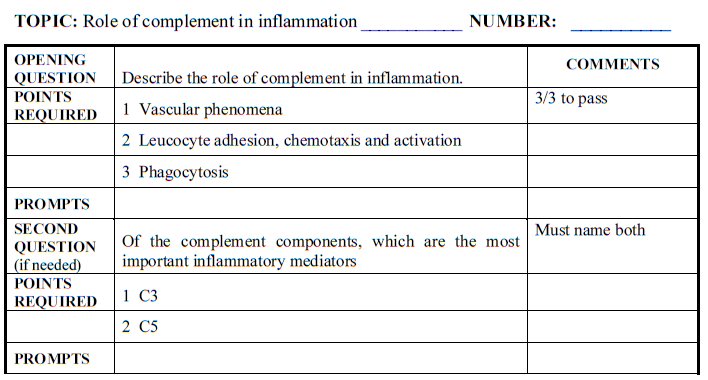 TOPIC: Role of complement in inflammation ____________ NUMBER: ____________
OPENING QUESTION Describe the role of complement in inflammation. COMMENTS
POINTS REQUIRED 1 Vascular phenomena 3/3 to pass
2 Leucocyte adhesion, chemotaxis and activation
3 Phagocytosis
PROMPTS
SECOND QUESTION (if needed) Of the complement components, which are the most important inflammatory mediators Must name both
POINTS REQUIRED 1 C3
2 C5
PROMPTS